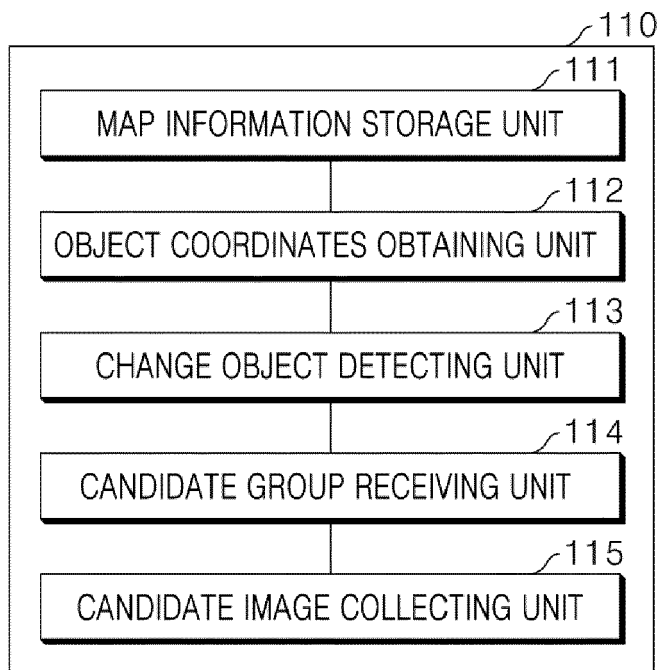 110
111
MAP INFORMATION STORAGE UNIT
112
OBJECT COORDINATES OBTAINING UNIT
113
CHANGE OBJECT DETECTING UNIT
114
CANDIDATE GROUP RECEIVING UNIT
115
CANDIDATE IMAGE COLLECTING UNIT